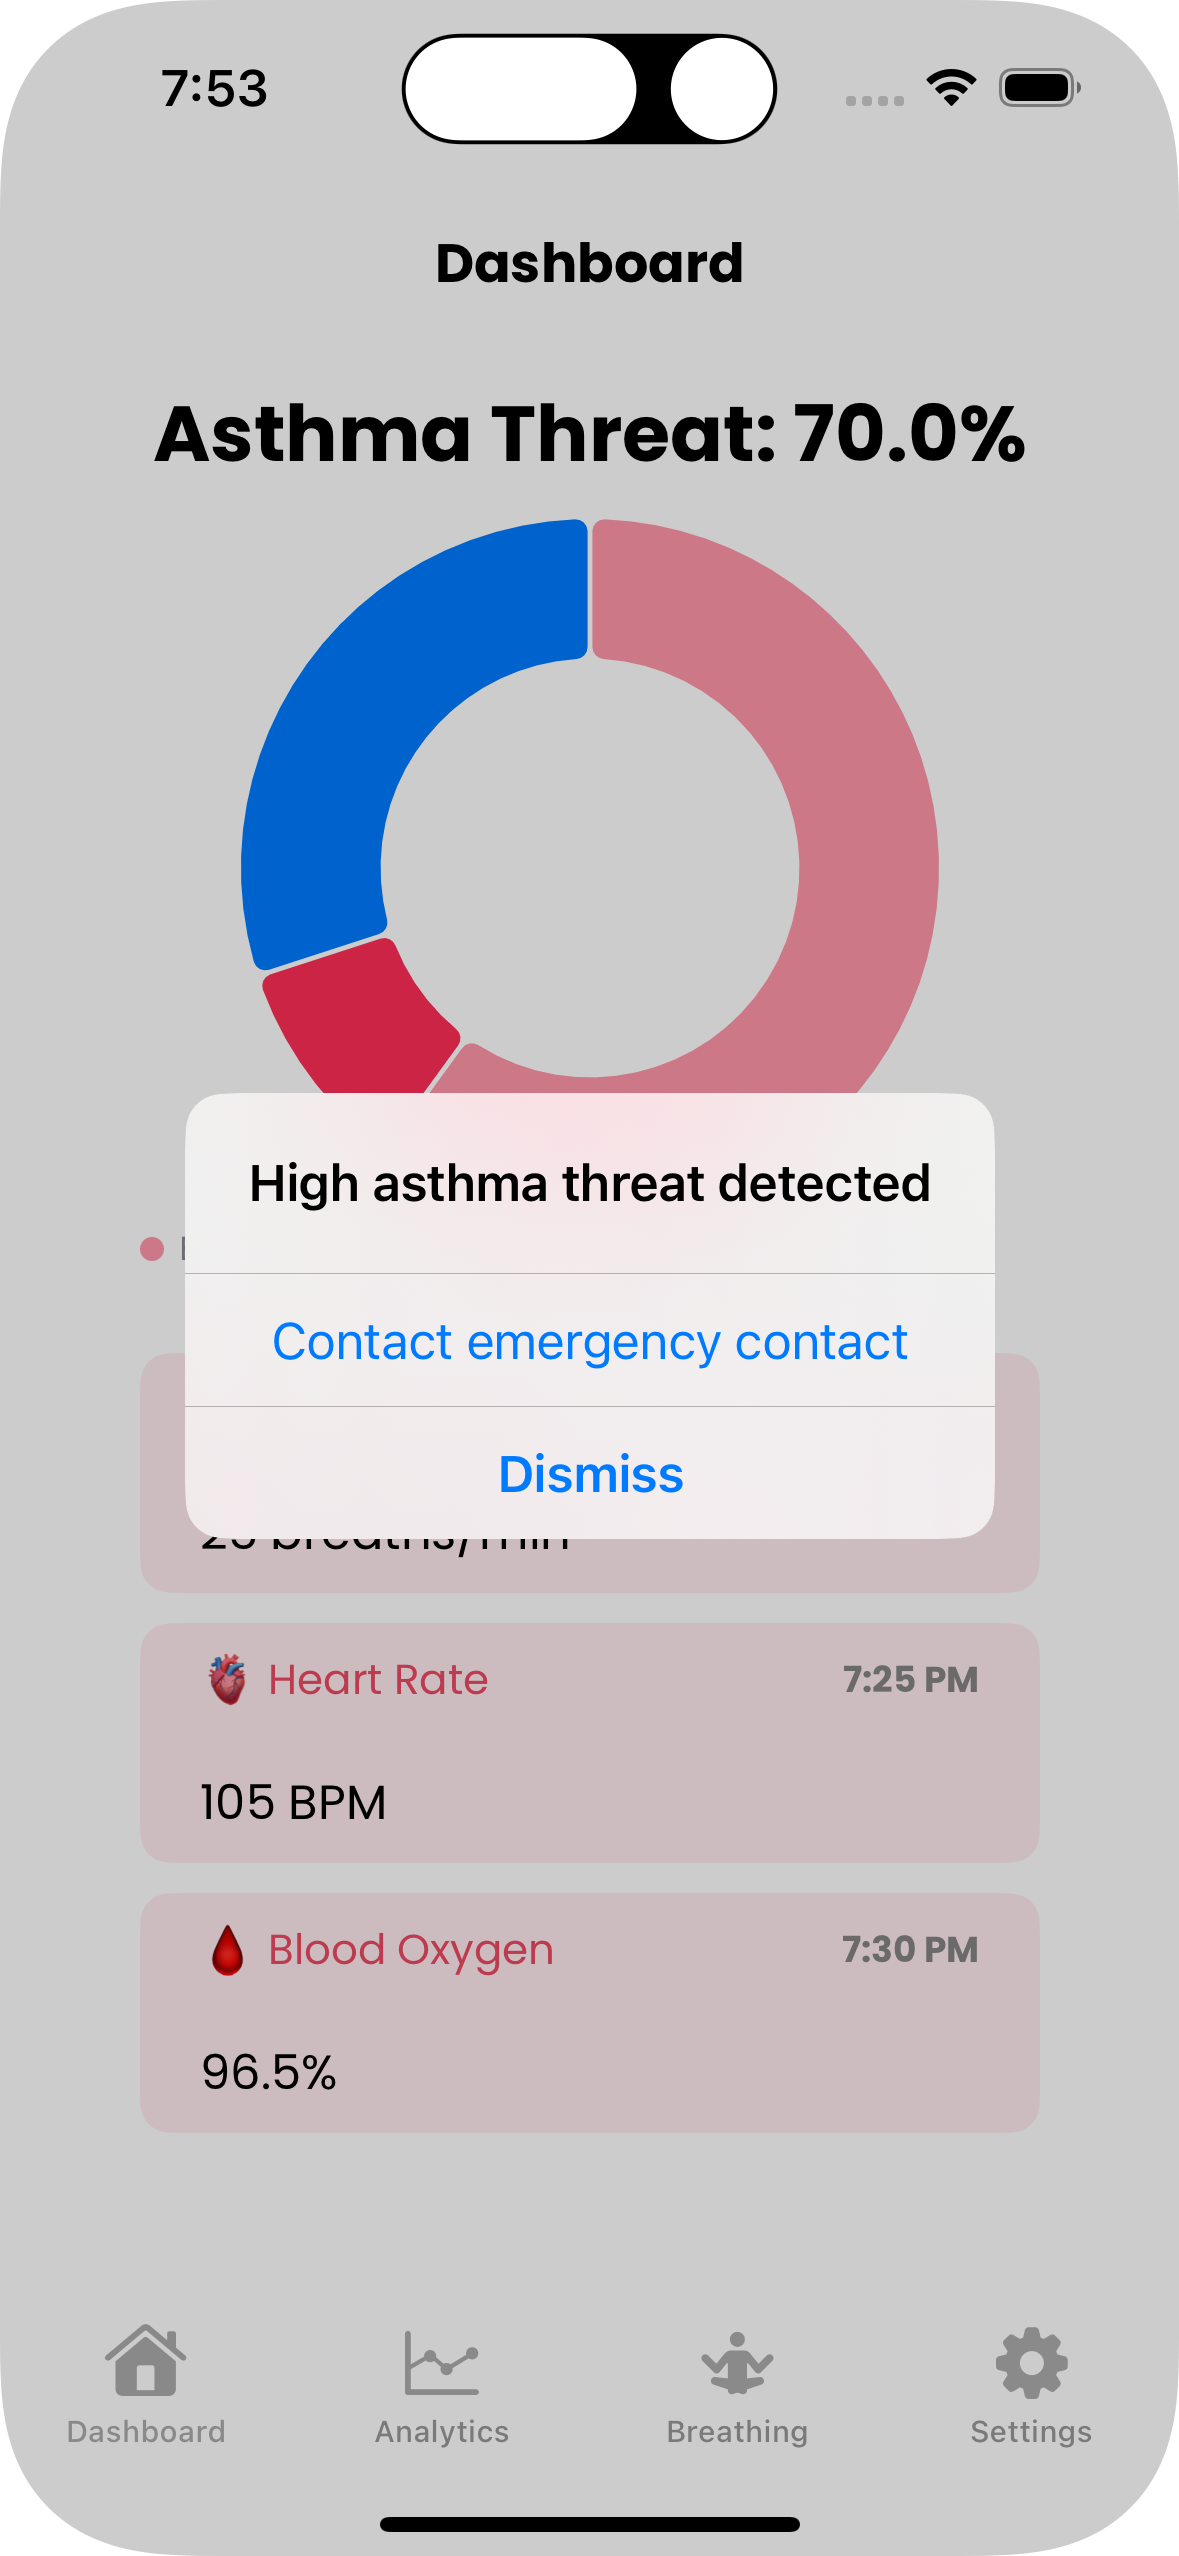 7:53
Dashboard
Asthma Threat: 70.0%
High asthma threat detected
Contact emergency contact
Dismiss
breaths/min
Heart Rate
7:25 PM
105 BPM
Blood Oxygen
7:30 PM
96.5%
Dashboard
Analytics
Breathing
Settings